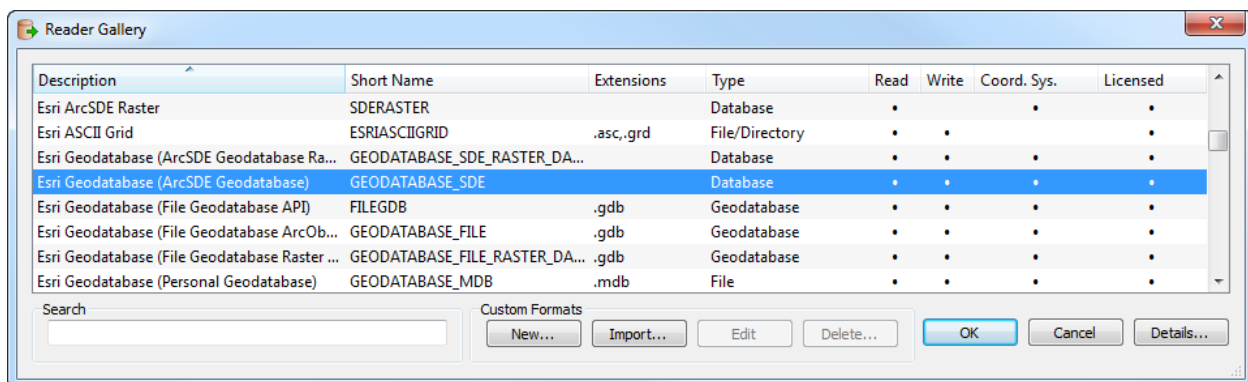 Reader Gallery
Description Short Name Extensions Type Read Write Coord. Sys. Licensed
Esri ArcSDE Raster SDERASTER Database • • •
Esri ASCII Grid ESRIASCIIGRID .asc,.grd File/Directory • • •
Esri Geodatabase (ArcSDE Geodatabase Ra... GEODATABASE_SDE_RASTER_DA... Database • • • •
Esri Geodatabase (ArcSDE Geodatabase) GEODATABASE_SDE Database • • • •
Esri Geodatabase (File Geodatabase API) FILEGDB .gdb Geodatabase • • • •
Esri Geodatabase (File Geodatabase ArcOb... GEODATABASE_FILE .gdb Geodatabase • • • •
Esri Geodatabase (File Geodatabase Raster ... GEODATABASE_FILE_RASTER_DA... .gdb Geodatabase • • • •
Esri Geodatabase (Personal Geodatabase) GEODATABASE_MDB .mdb File • • • •
Search Custom Formats
New... Import... Edit Delete... OK Cancel Details...